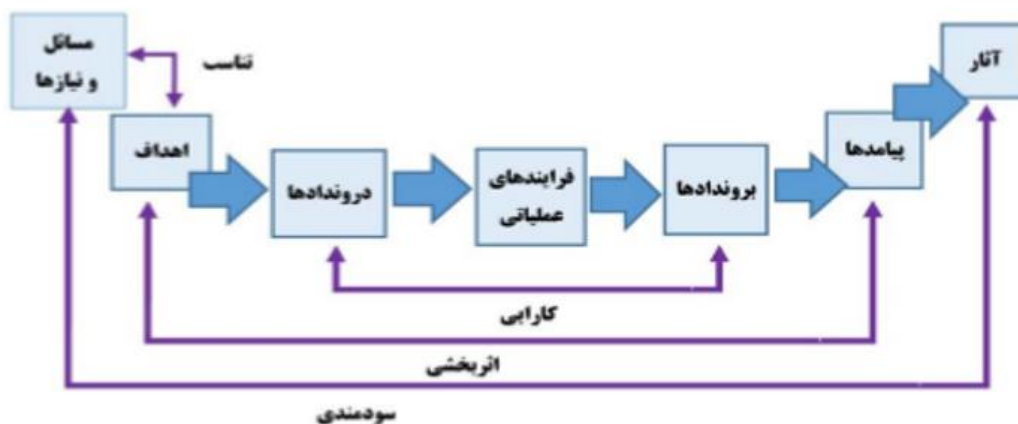 مسائل
و نیازها
تناسب
اهداف
دروندادها
فرایندهای
عملیاتی
بروندادها
پیامدها
آثار
کارایی
اثربخشی
سودمندی